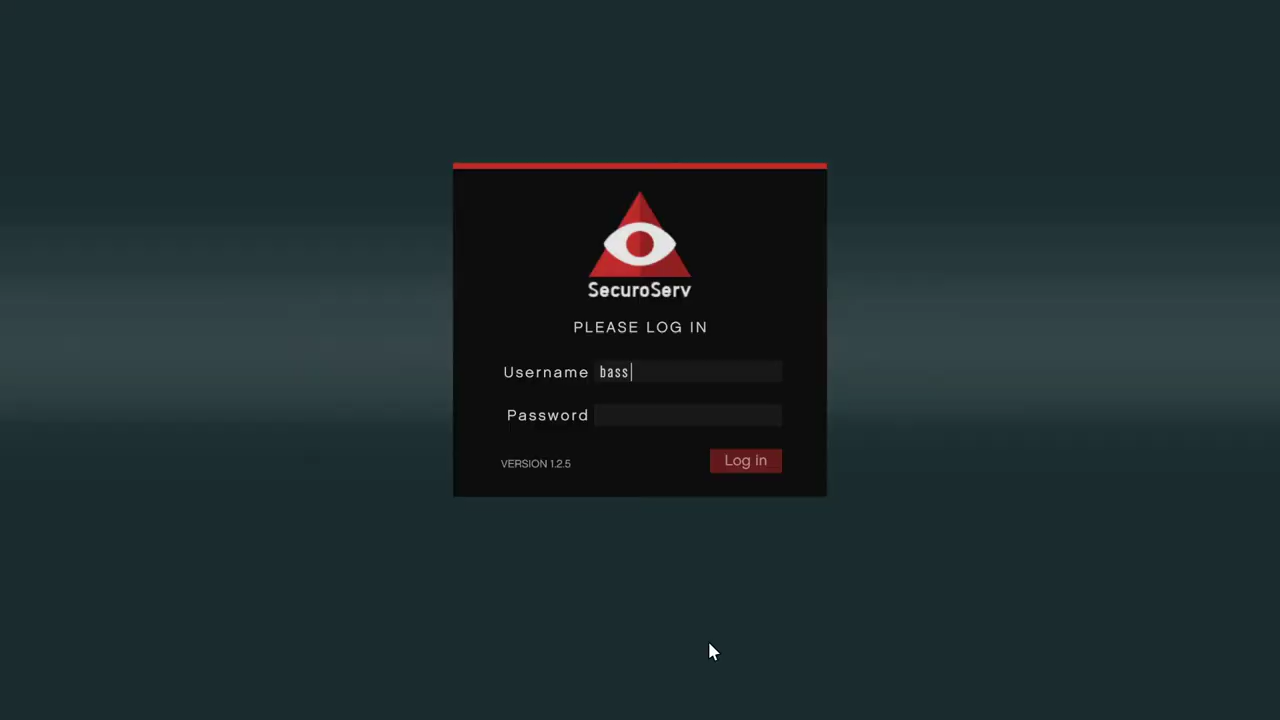 SecuroServ
PLEASE LOG IN
Username bass
Password
VERSION 1.2.5 Log in